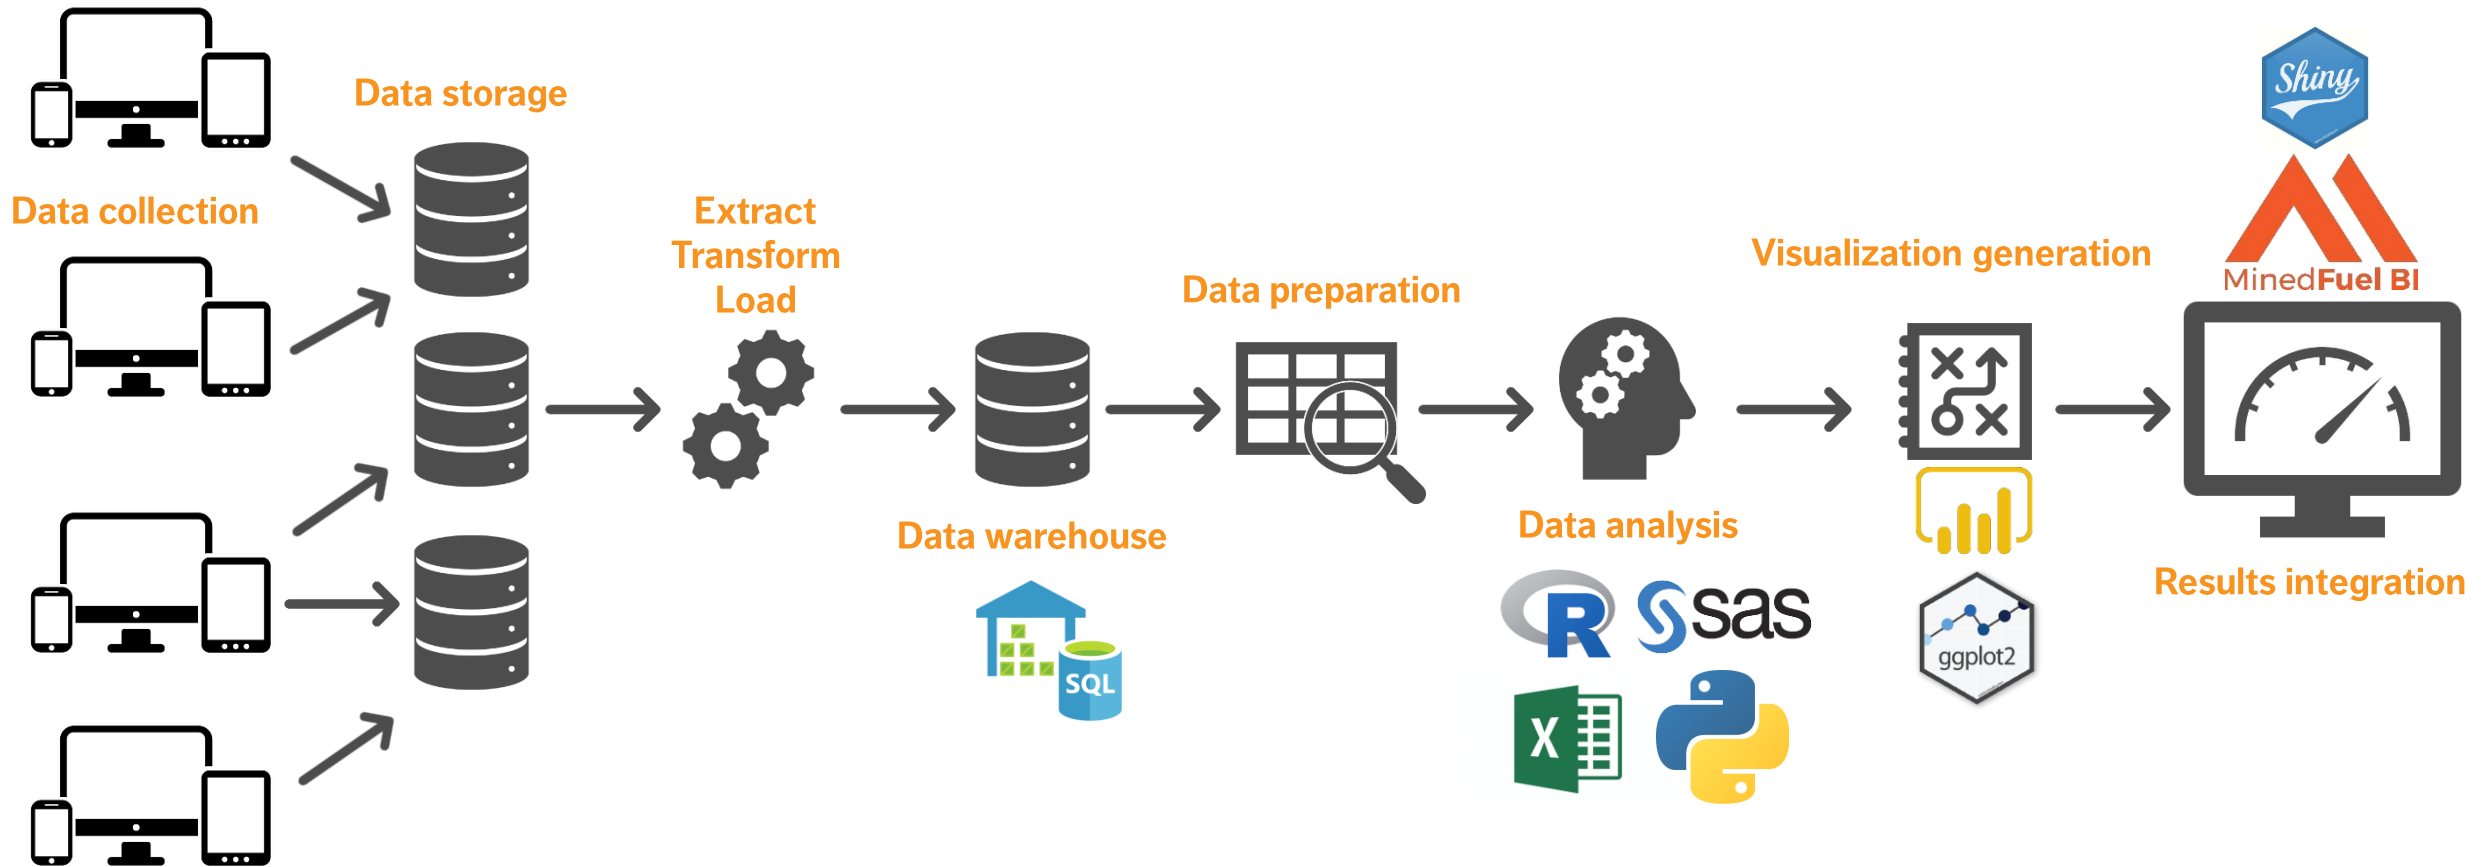 Data collection
Data storage
Extract
Transform
Load
Data warehouse
SQL
Data preparation
Data analysis
R
sas
X
Visualization generation
ggplot2
Shiny
MinedFuel BI
Results integration